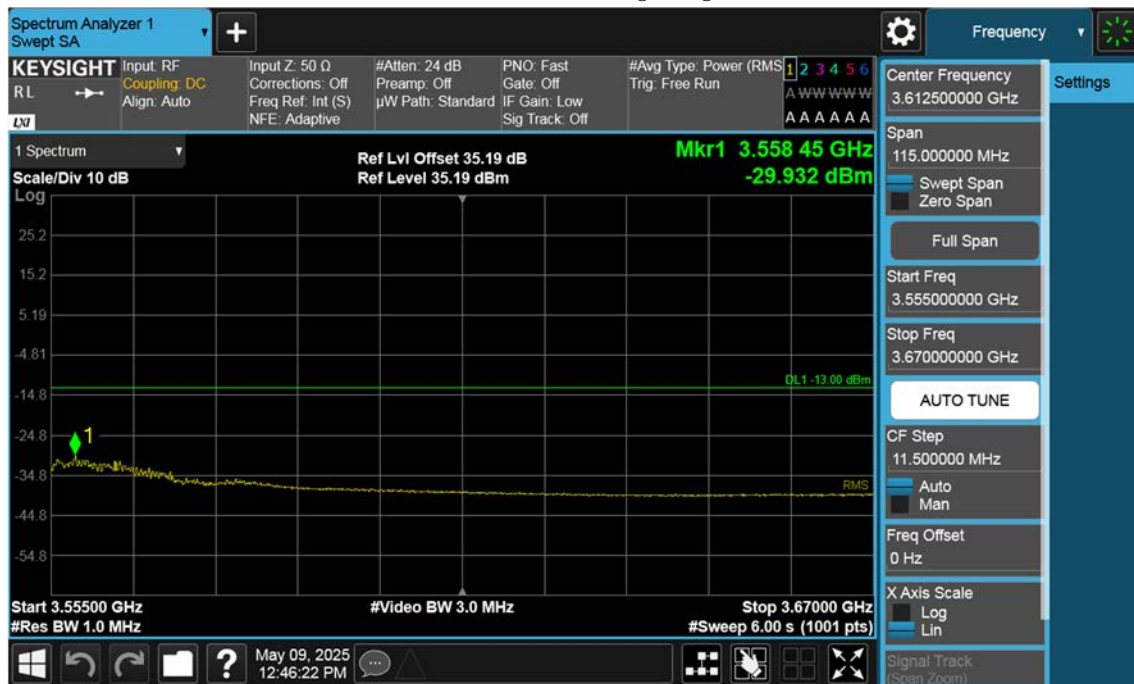 Spectrum Analyzer 1
Swept SA
+
Frequency
KEYSIGHT
RL
LXI
Input: RF
Coupling: DC
Align: Auto
Input Z: 50 Ω
Corrections: Off
Freq Ref: Int (S)
NFE: Adaptive
#Atten: 24 dB
Preamp: Off
µW Path: Standard
PNO: Fast
Gate: Off
IF Gain: Low
Sig Track: Off
#Avg Type: Power (RMS
Trig: Free Run
1 2 3 4 5 6
A W W W W W
A A A A A A
1 Spectrum
Scale/Div 10 dB
Ref Lvl Offset 35.19 dB
Ref Level 35.19 dBm
Mkr1 3.558 45 GHz
-29.932 dBm
Log
25.2
15.2
5.19
-4.81
DL1 -13.00 dBm
-14.8
-24.8
1
-34.8
RMS
-44.8
-54.8
Start 3.55500 GHz
#Res BW 1.0 MHz
#Video BW 3.0 MHz
Stop 3.67000 GHz
#Sweep 6.00 s (1001 pts)
Center Frequency
3.612500000 GHz
Settings
Span
115.000000 MHz
Swept Span
Zero Span
Full Span
Start Freq
3.555000000 GHz
Stop Freq
3.670000000 GHz
AUTO TUNE
CF Step
11.500000 MHz
Auto
Man
Freq Offset
0 Hz
X Axis Scale
Log
Lin
Signal Track
(Span Zoom)
?
May 09, 2025
12:46:22 PM